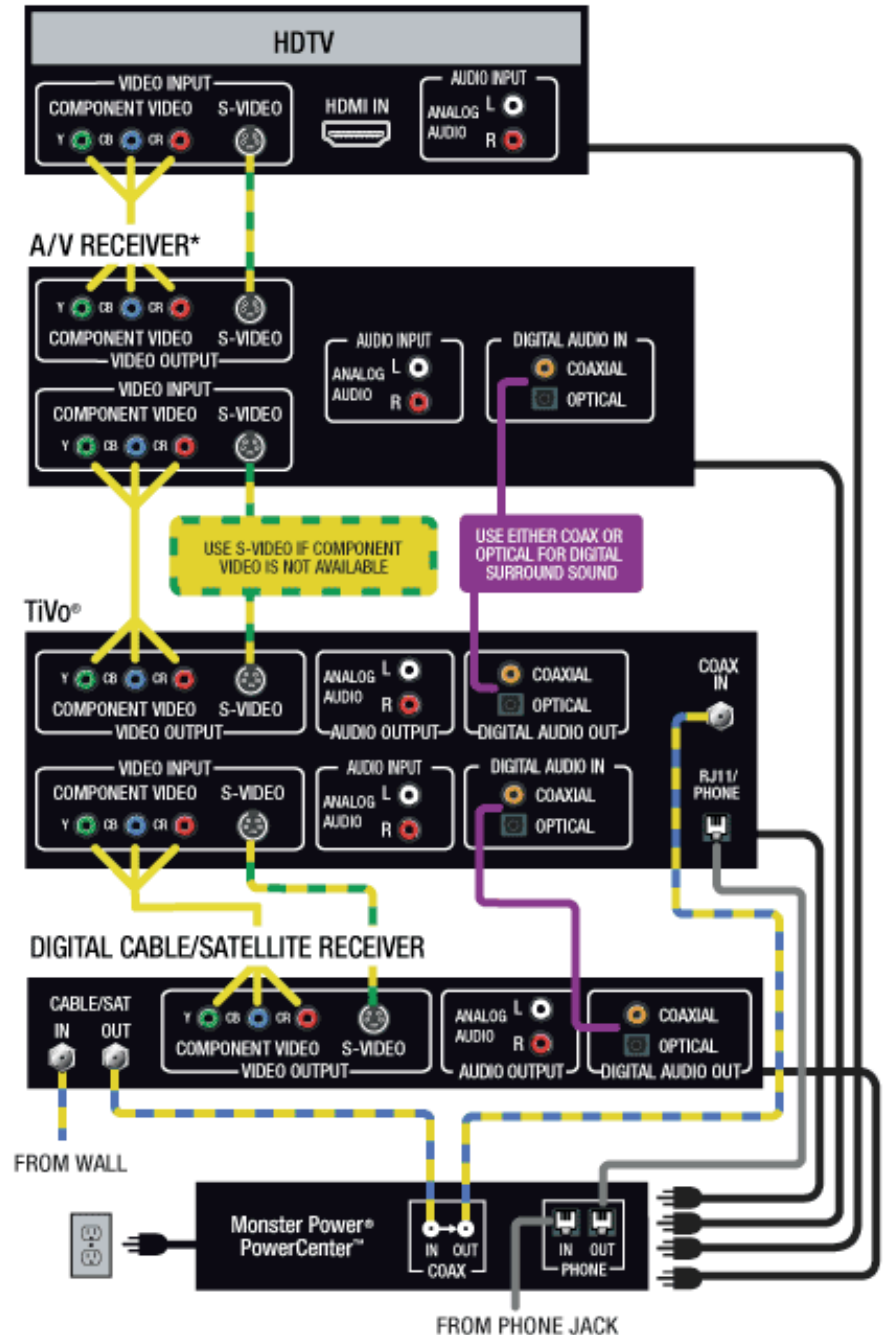 HDTV
VIDEO INPUT
COMPONENT VIDEO S-VIDEO
Y CB CR
HDMI IN
AUDIO INPUT
ANALOG AUDIO L R
A/V RECEIVER*
Y CB CR
COMPONENT VIDEO S-VIDEO
VIDEO OUTPUT
VIDEO INPUT
COMPONENT VIDEO S-VIDEO
Y CB CR
AUDIO INPUT
ANALOG AUDIO L R
DIGITAL AUDIO IN
COAXIAL
OPTICAL
USE S-VIDEO IF COMPONENT
VIDEO IS NOT AVAILABLE
USE EITHER COAX OR
OPTICAL FOR DIGITAL
SURROUND SOUND
TiVo®
Y CB CR
COMPONENT VIDEO S-VIDEO
VIDEO OUTPUT
ANALOG AUDIO L R
AUDIO OUTPUT
COAXIAL
OPTICAL
DIGITAL AUDIO OUT
COAX
IN
VIDEO INPUT
COMPONENT VIDEO S-VIDEO
Y CB CR
AUDIO INPUT
ANALOG AUDIO L R
DIGITAL AUDIO IN
COAXIAL
OPTICAL
RJ11/
PHONE
DIGITAL CABLE/SATELLITE RECEIVER
CABLE/SAT
IN OUT
Y CB CR
COMPONENT VIDEO S-VIDEO
VIDEO OUTPUT
ANALOG AUDIO L R
AUDIO OUTPUT
COAXIAL
OPTICAL
DIGITAL AUDIO OUT
FROM WALL
Monster Power®
PowerCenter™
IN OUT
COAX
IN OUT
PHONE
FROM PHONE JACK